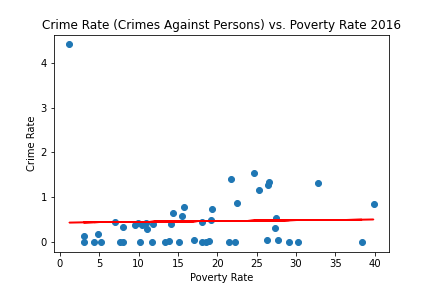 Crime Rate (Crimes Against Persons) vs. Poverty Rate 2016
4
3
2
1
0
Crime Rate
0 5 10 15 20 25 30 35 40
Poverty Rate